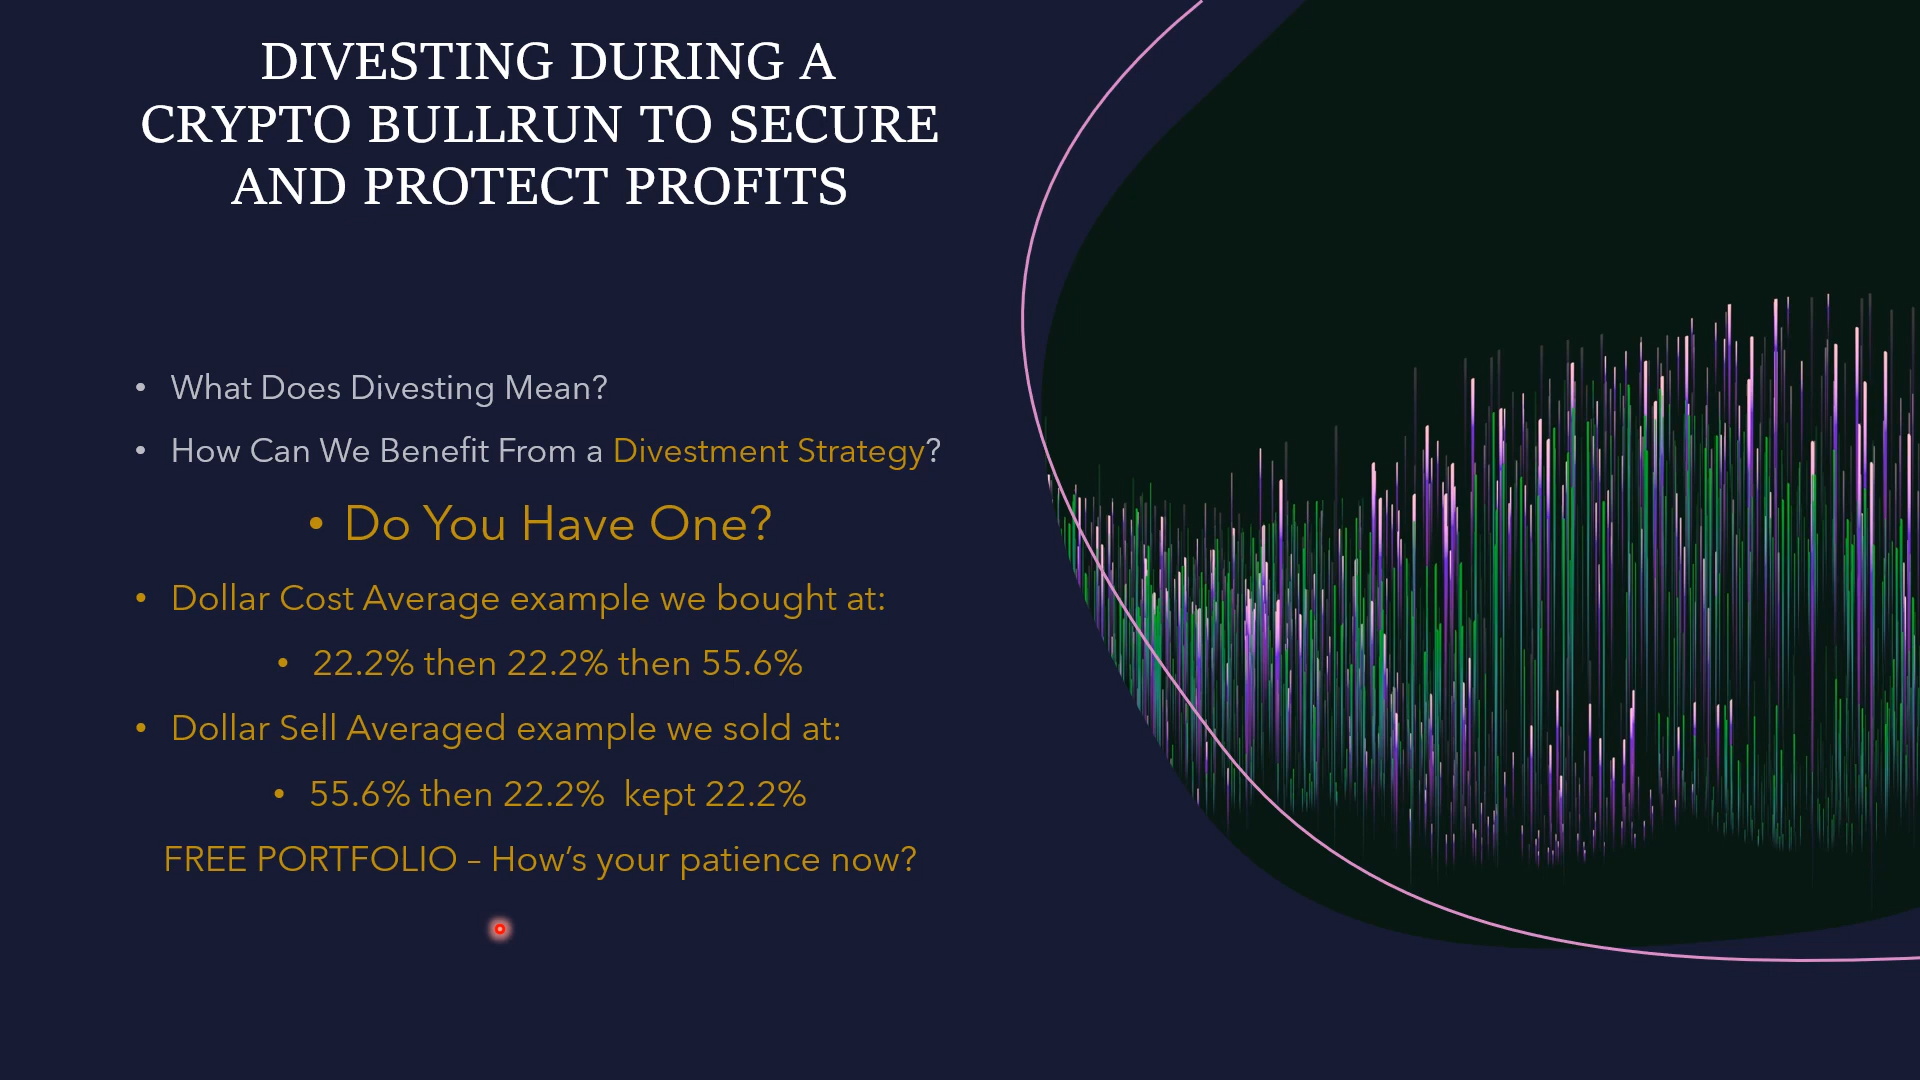 DIVESTING DURING A
CRYPTO BULLRUN TO SECURE
AND PROTECT PROFITS
• What Does Divesting Mean?
• How Can We Benefit From a Divestment Strategy?
• Do You Have One?
• Dollar Cost Average example we bought at:
• 22.2% then 22.2% then 55.6%
• Dollar Sell Averaged example we sold at:
• 55.6% then 22.2%  kept 22.2%
FREE PORTFOLIO – How’s your patience now?